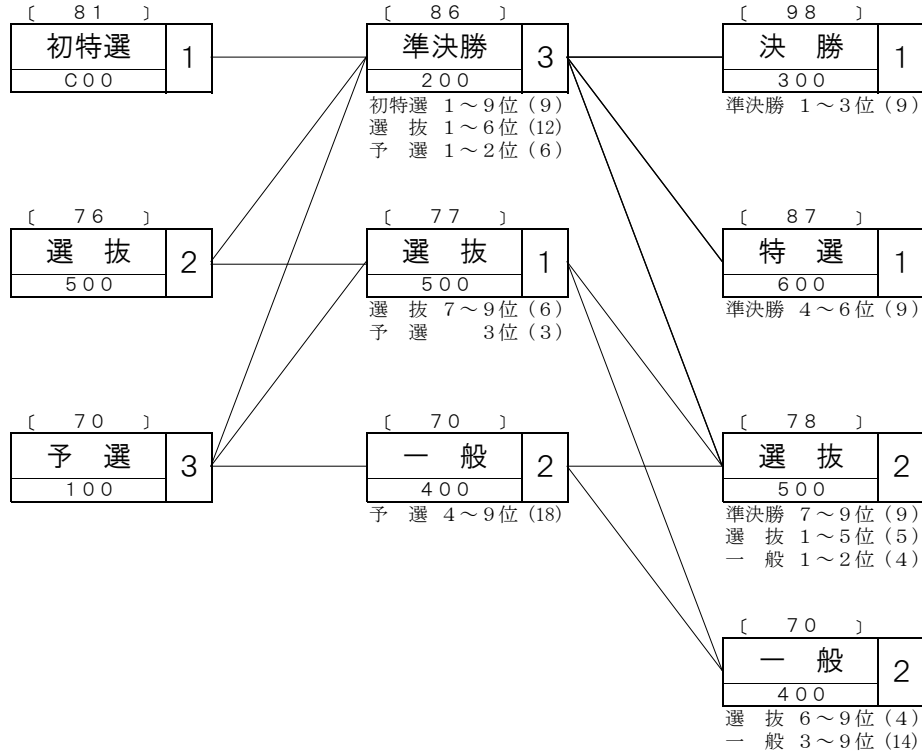 〔 ８１ 〕 〔 ８６ 〕 〔 ９８ 〕
初特選 1 準決勝 3 決 勝 1
Ｃ００ ２００ ３００
初特選 １～９位（９） 準決勝 １～３位（９）
選 抜 １～６位（12）
予 選 １～２位（６）
〔 ７６ 〕 〔 ７７ 〕 〔 ８７ 〕
選 抜 2 選 抜 1 特 選 1
５００ ５００ ６００
選 抜 ７～９位（６） 準決勝 ４～６位（９）
予 選 ３位（３）
〔 ７０ 〕 〔 ７０ 〕 〔 ７８ 〕
予 選 3 一 般 2 選 抜 2
１００ ４００ ５００
予 選 ４～９位（18） 準決勝 ７～９位（９）
選 抜 １～５位（５）
一 般 １～２位（４）
〔 ７０ 〕
一 般 2
４００
選 抜 ６～９位（４）
一 般 ３～９位（14）